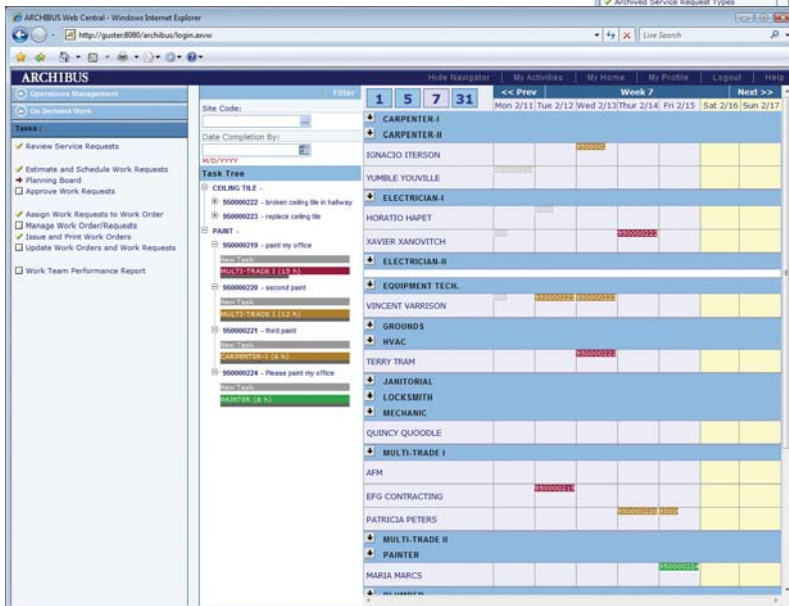 Archived Service Request Types
ARCHIBUS Web Central - Windows Internet Explorer
http://guster:8080/archibus/login.axvw
Live Search
ARCHIBUS
Hide Navigator | My Activities | My Home | My Profile | Logout | Help
Operations Management
On Demand Work
Tasks:
Review Service Requests
Estimate and Schedule Work Requests
Planning Board
Approve Work Requests
Assign Work Requests to Work Order
Manage Work Order/Requests
Issue and Print Work Orders
Update Work Orders and Work Requests
Work Team Performance Report
Filter
Site Code:
Date Completion By:
M/D/YYYY
Task Tree
CEILING TILE -
950000222 - broken ceiling tile in hallway
950000223 - replace ceiling tile
PAINT -
950000219 - paint my office
New Task
MULTI-TRADE I (15 h)
950000220 - second paint
New Task
MULTI-TRADE I (12 h)
950000221 - third paint
New Task
CARPENTER-I (6 h)
950000224 - Please paint my office
New Task
PAINTER (8 h)
1 5 7 31
<< Prev Week 7 Next >>
Mon 2/11 Tue 2/12 Wed 2/13 Thur 2/14 Fri 2/15 Sat 2/16 Sun 2/17
CARPENTER-I
CARPENTER-II
IGNACIO ITERSON
YUMBLE YOUVILLE
ELECTRICIAN-I
HORATIO HAPET
XAVIER XANOVITCH
950000222
ELECTRICIAN-II
EQUIPMENT TECH.
VINCENT VARRISON
GROUNDS
HVAC
TERRY TRAM
950000222
JANITORIAL
LOCKSMITH
MECHANIC
QUINCY QUOODLE
MULTI-TRADE I
AFM
EFG CONTRACTING
950000219
PATRICIA PETERS
950000220
MULTI-TRADE II
PAINTER
MARIA MARCS
PLUMBER